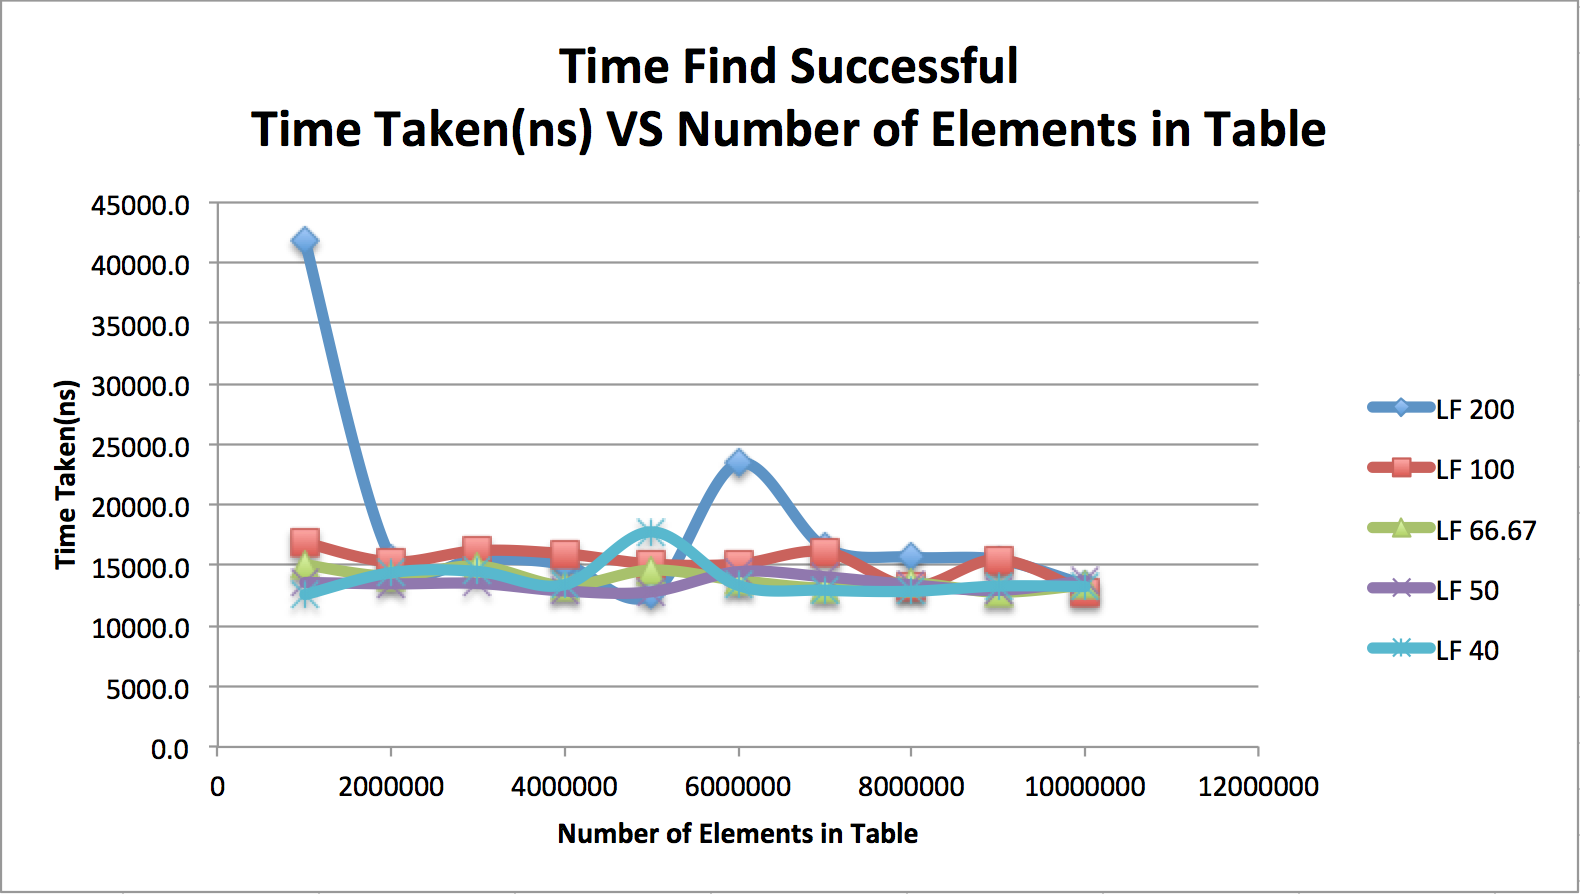 Time Find Successful
Time Taken(ns) VS Number of Elements in Table
45000.0
40000.0
35000.0
30000.0
25000.0
20000.0
15000.0
10000.0
5000.0
0.0
Time Taken(ns)
0 2000000 4000000 6000000 8000000 10000000 12000000
Number of Elements in Table
LF 200
LF 100
LF 66.67
LF 50
LF 40